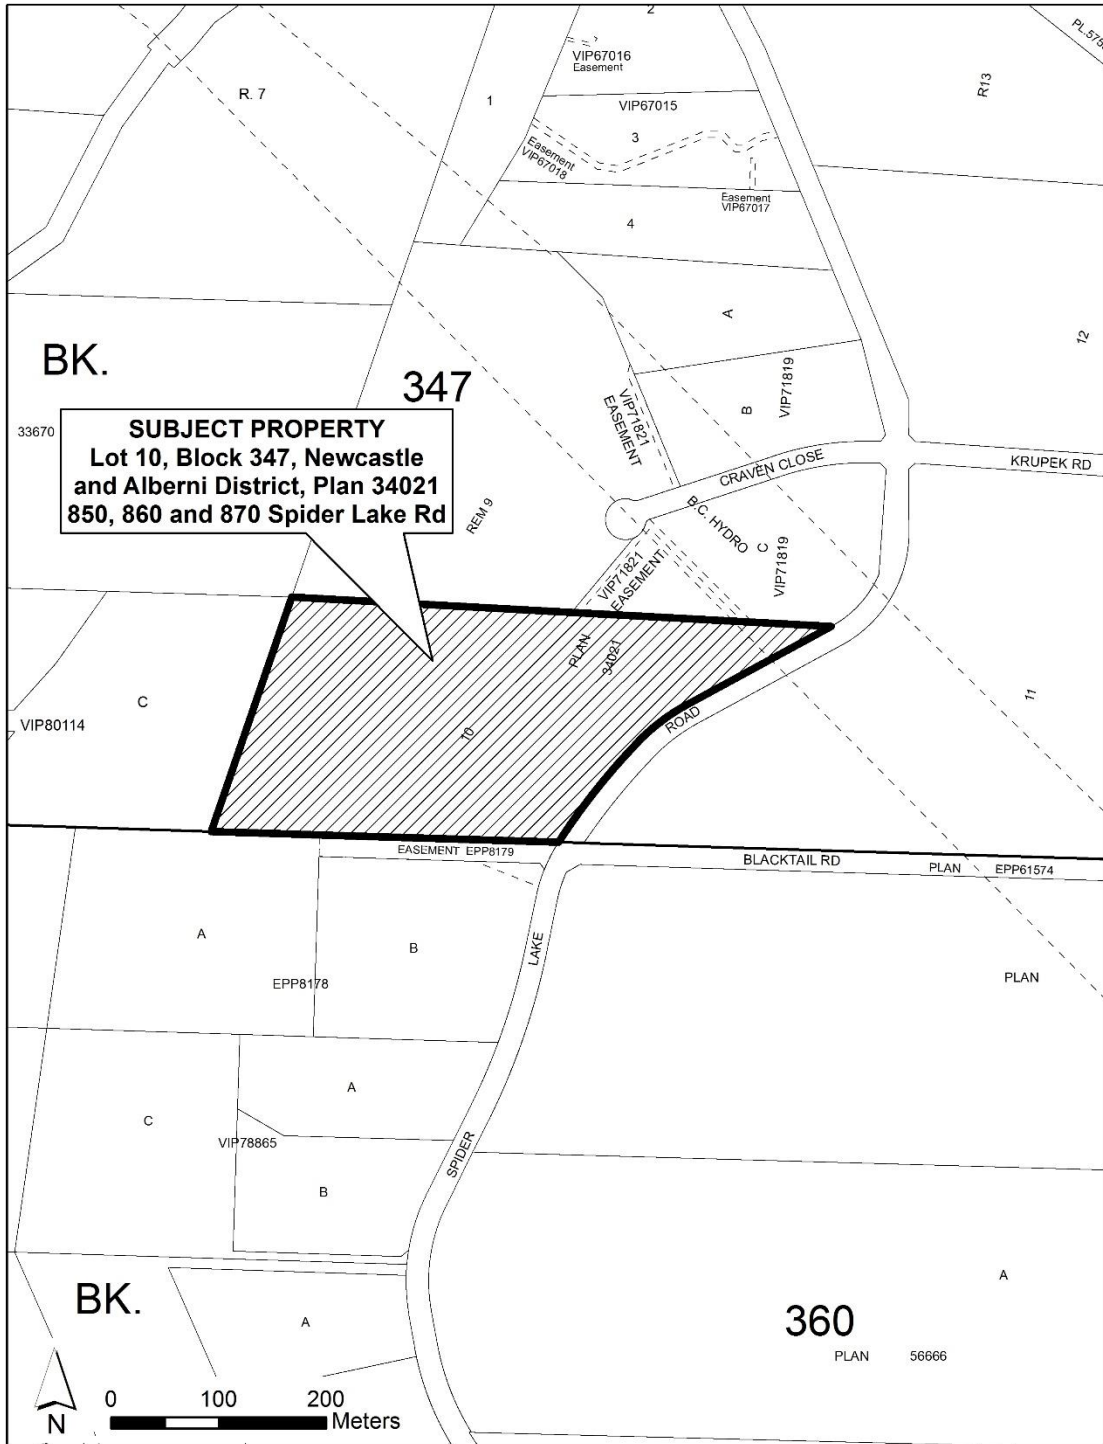 2
PL.575
VIP67016
Easement
R. 7
1
VIP67015
R13
3
Easement
VIP67018
Easement
VIP67017
4
A
12
BK.
347
VIP71819
B
VIP71821
EASEMENT
33670
SUBJECT PROPERTY
Lot 10, Block 347, Newcastle
and Alberni District, Plan 34021
850, 860 and 870 Spider Lake Rd
CRAVEN CLOSE
KRUPEK RD
REM 9
B.C. HYDRO
C
VIP71819
VIP71821
EASEMENT
PLAN
34021
C
VIP80114
11
10
ROAD
EASEMENT EPP8179
BLACKTAIL RD
PLAN EPP61574
A
B
LAKE
EPP8178
PLAN
A
C
VIP78865
SPIDER
B
BK.
A
A
360
PLAN 56666
N
0 100 200
Meters